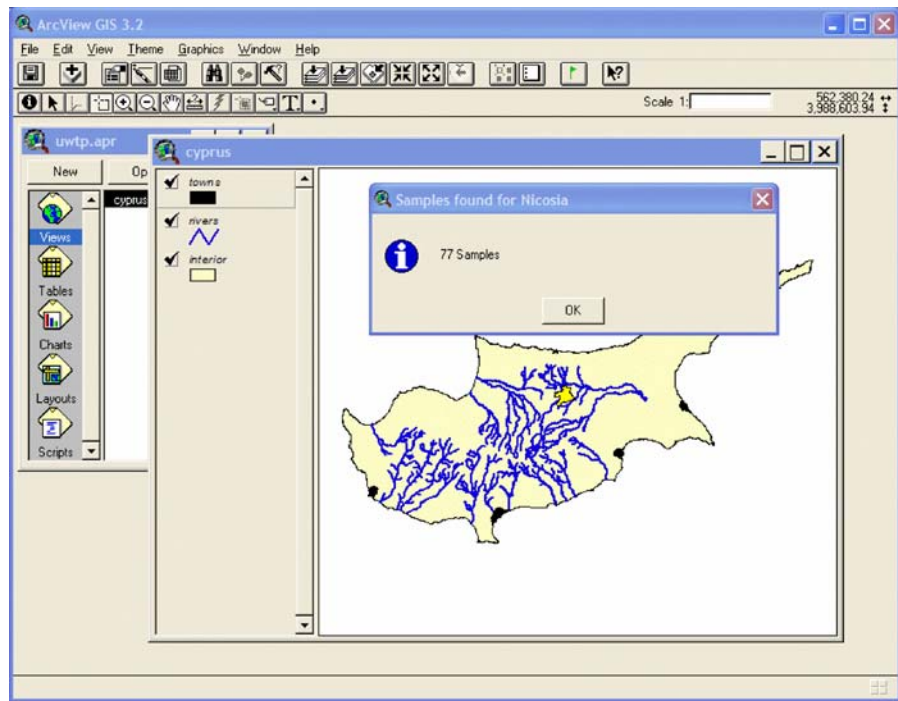 ArcView GIS 3.2
File Edit View Theme Graphics Window Help
Scale 1:
562,380.24
3,988,603.94
uwtp.apr
New Op
cyprus
Views
Tables
Charts
Layouts
Scripts
cyprus
towns
rivers
interior
Samples found for Nicosia
77 Samples
OK